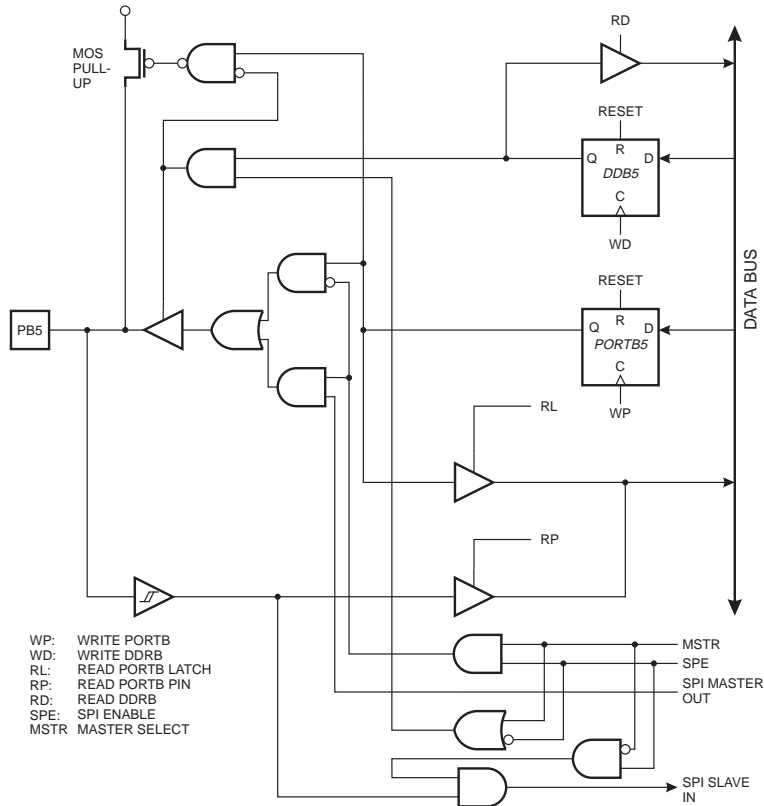 RD
MOS
PULL-
UP
RESET
R
Q
D
DDB5
C
WD
DATA BUS
RESET
R
Q
D
PORTB5
C
WP
PB5
RL
RP
WP: WRITE PORTB
WD: WRITE DDRB
RL: READ PORTB LATCH
RP: READ PORTB PIN
RD: READ DDRB
SPE: SPI ENABLE
MSTR MASTER SELECT
MSTR
SPE
SPI MASTER
OUT
SPI SLAVE
IN